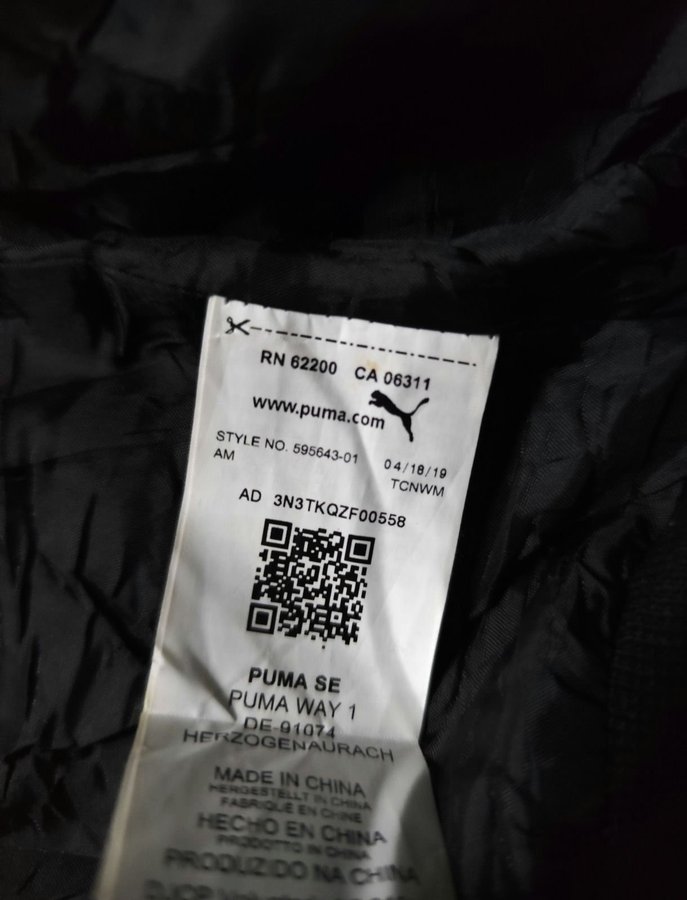 RN 62200 CA 06311
www.puma.com
STYLE NO. 595643-01 04/18/19
AM TCNWM
AD 3N3TKQZF00558
PUMA SE
PUMA WAY 1
DE-91074
HERZOGENAURACH
MADE IN CHINA
HERGESTELLT IN CHINA
FABRIQUÉ EN CHINE
HECHO EN CHINA
PRODOTTO IN CHINA
PRODUZIDO NA CHINA